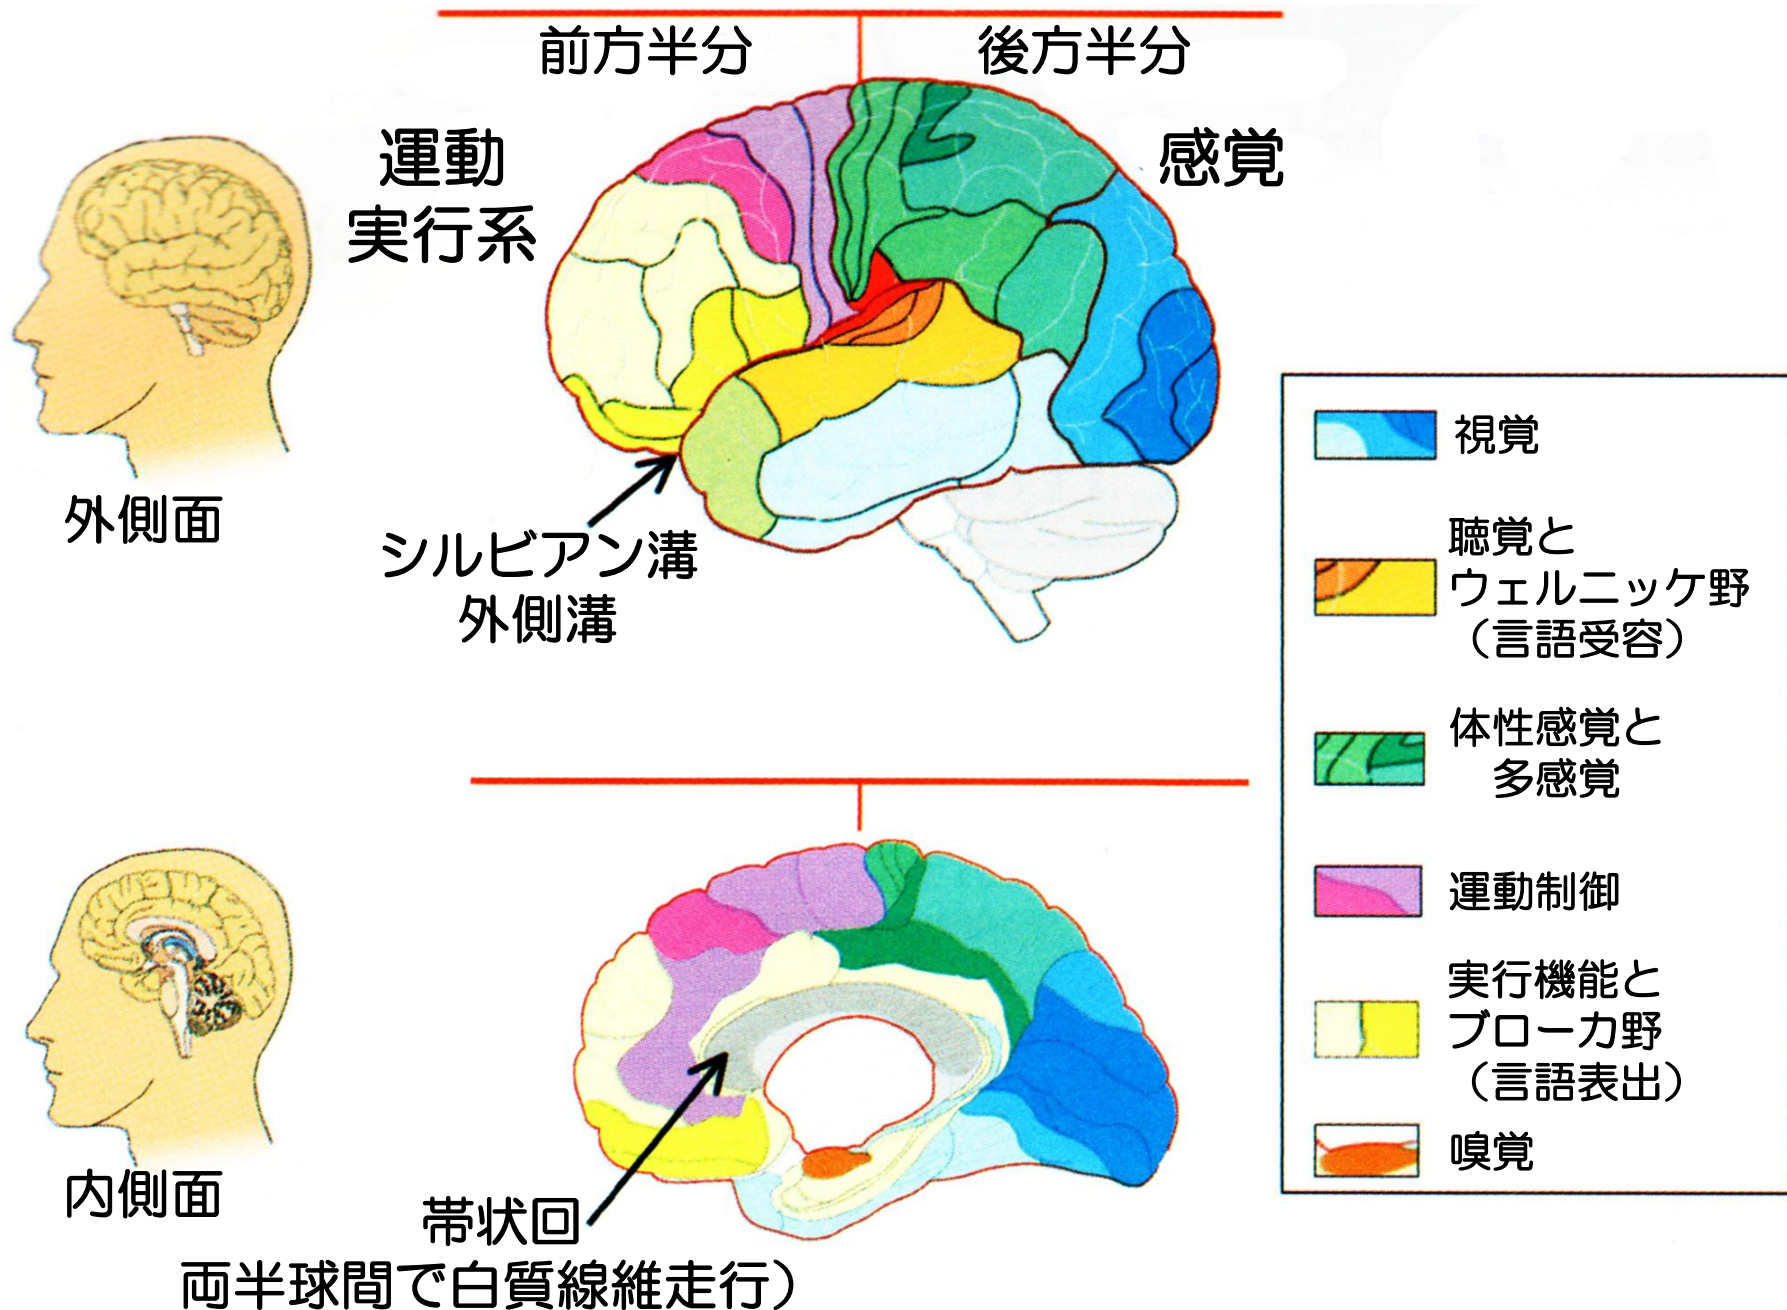 前方半分
後方半分
運動
実行系
感覚
外側面
シルビアン溝
外側溝
視覚
聴覚と
ウェルニッケ野
（言語受容）
体性感覚と
多感覚
運動制御
実行機能と
ブローカ野
（言語表出）
嗅覚
内側面
帯状回
両半球間で白質線維走行）